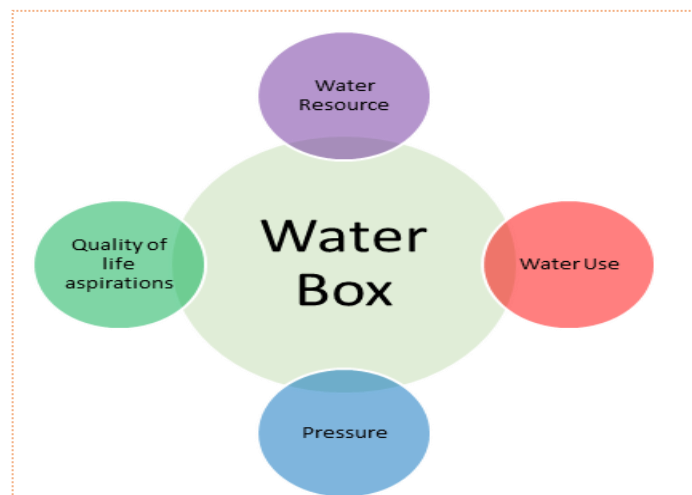 Water
Resource
Quality of
life
aspirations
Water
Box
Water Use
Pressure